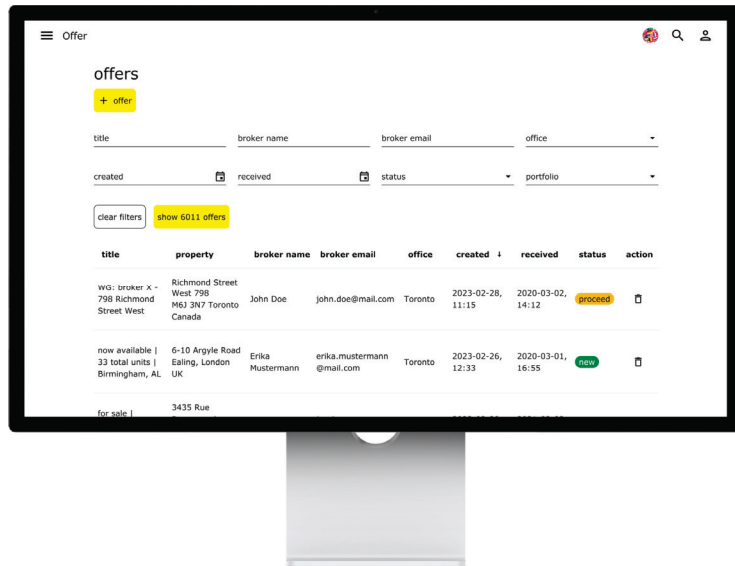 Offer
offers
+ offer
title broker name broker email office
created received status portfolio
clear filters show 6011 offers
title property broker name broker email office created ↓ received status action
WG: broker X -
798 Richmond
Street West
Richmond Street
West 798
M6J 3N7 Toronto
Canada
John Doe
john.doe@mail.com
Toronto
2023-02-28,
11:15
2020-03-02,
14:12
proceed
now available |
33 total units |
Birmingham, AL
6-10 Argyle Road
Ealing, London
UK
Erika
Mustermann
erika.mustermann
@mail.com
Toronto
2023-02-26,
12:33
2020-03-01,
16:55
new
for sale |
3435 Rue